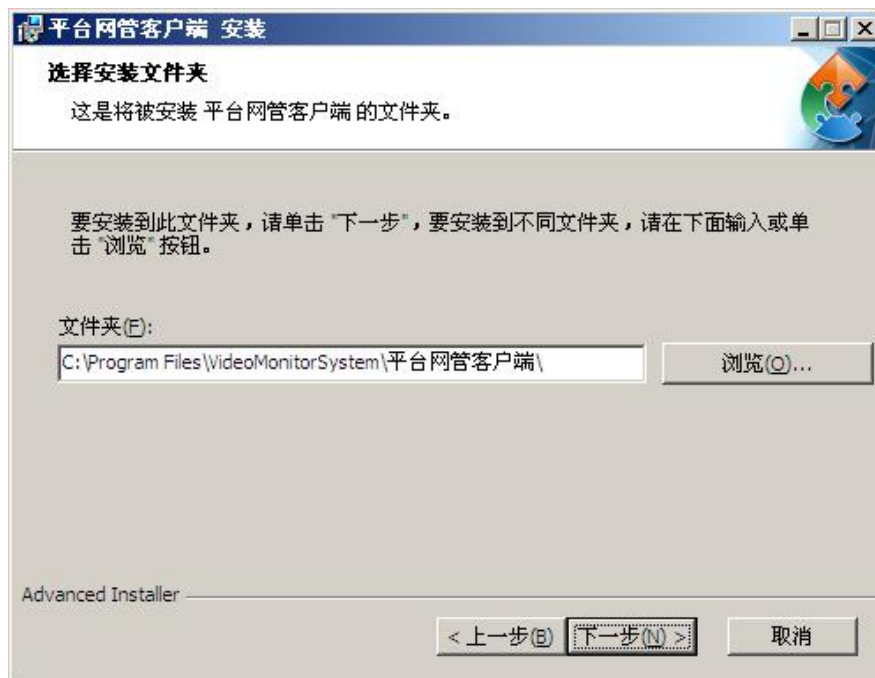 平台网管客户端 安装
选择安装文件夹
这是将被安装 平台网管客户端 的文件夹。
要安装到此文件夹，请单击 "下一步"，要安装到不同文件夹，请在下面输入或单
击 "浏览" 按钮。
文件夹(F):
C:\Program Files\VideoMonitorSystem\平台网管客户端\
浏览(O)...
Advanced Installer
< 上一步(B) 下一步(N) > 取消